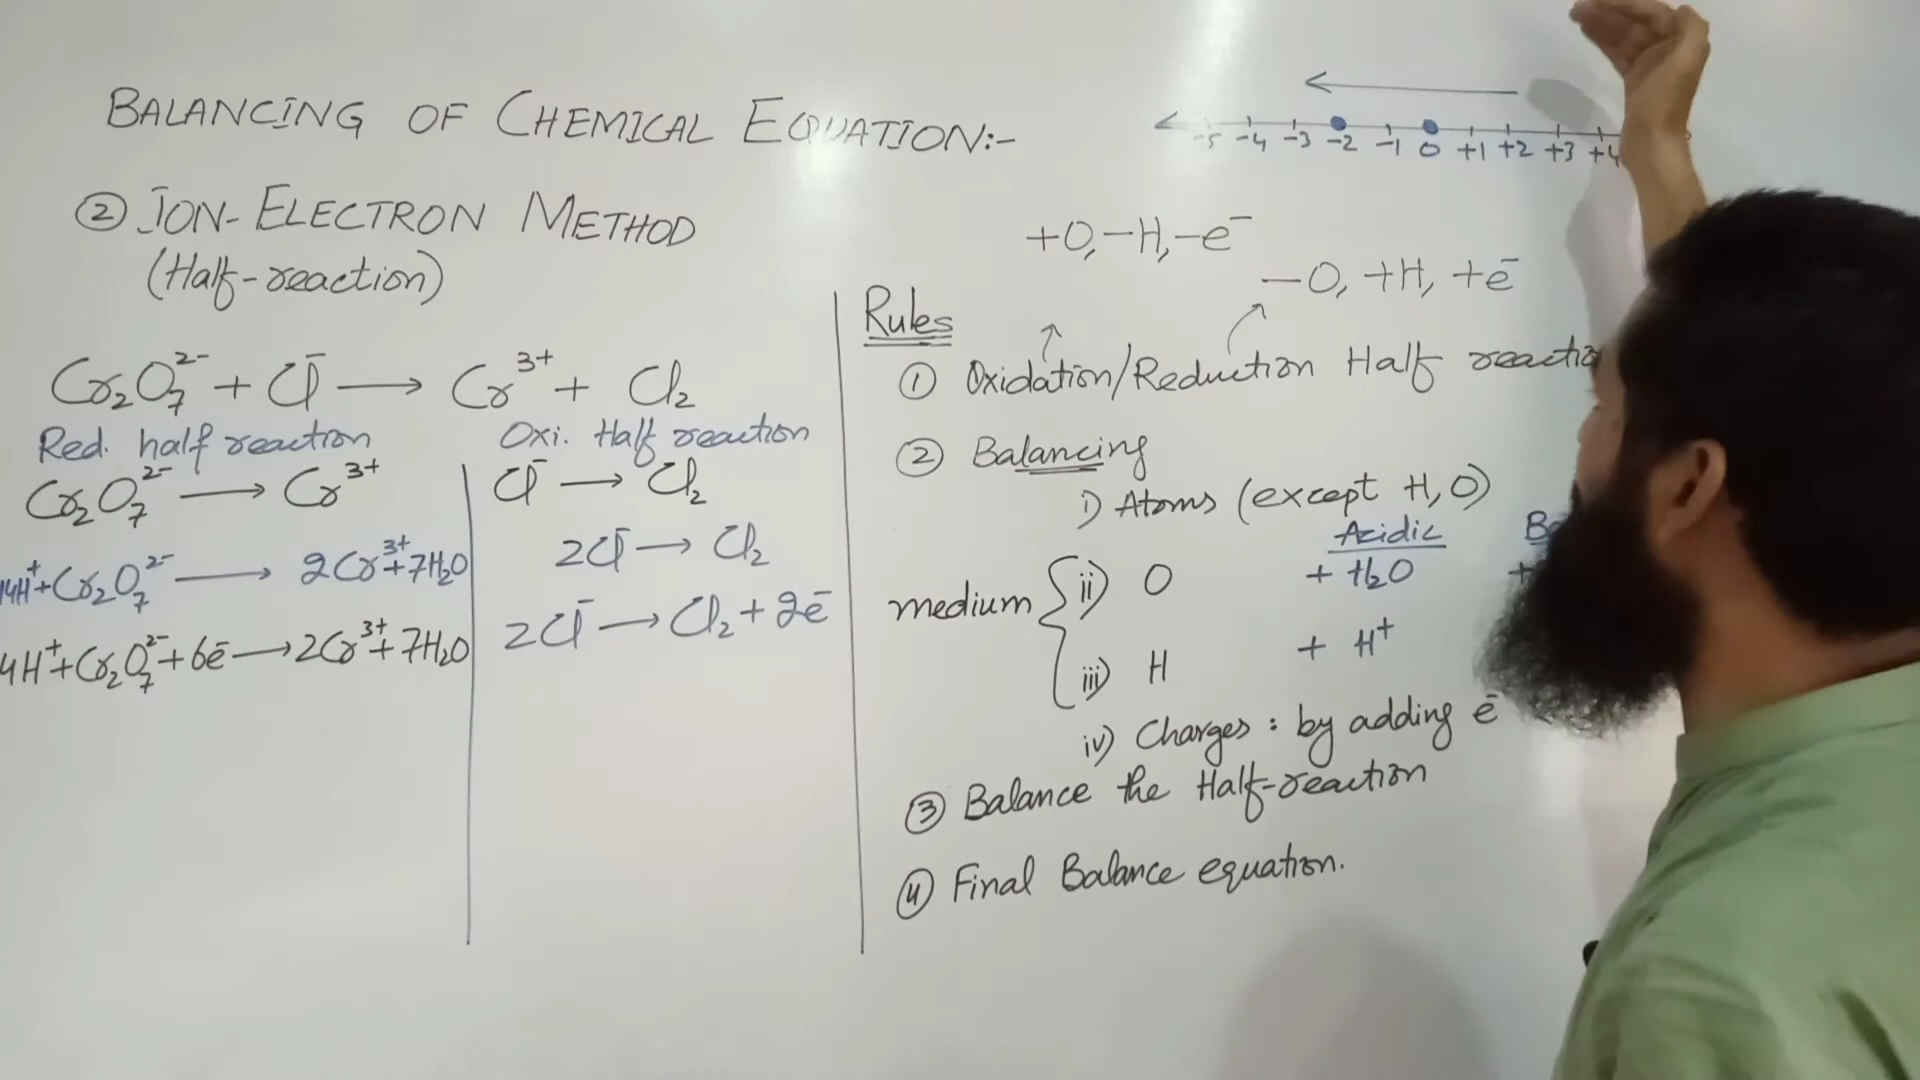 BALANCING OF CHEMICAL EQUATION:-
② ION-ELECTRON METHOD
(Half-reaction)
Cr₂O₇²⁻ + Cl⁻ ⟶ Cr³⁺ + Cl₂
Red. half reaction
Cr₂O₇²⁻ ⟶ Cr³⁺
14H⁺+Cr₂O₇²⁻ ⟶ 2Cr³⁺+7H₂O
4H⁺+Cr₂O₇²⁻+6e⁻ ⟶ 2Cr³⁺+7H₂O
Oxi. Half reaction
Cl⁻ ⟶ Cl₂
2Cl⁻ ⟶ Cl₂
2Cl⁻ ⟶ Cl₂ + 2e⁻
-5 -4 -3 -2 -1 0 +1 +2 +3 +4
+O, -H, -e⁻
-O, +H, +e⁻
Rules
① Oxidation/Reduction Half
② Balancing
i) Atoms (except H, O)
Acidic
medium { ii) O + H₂O
iii) H + H⁺
iv) Charges : by adding e⁻
③ Balance the Half-reaction
④ Final Balance equation.